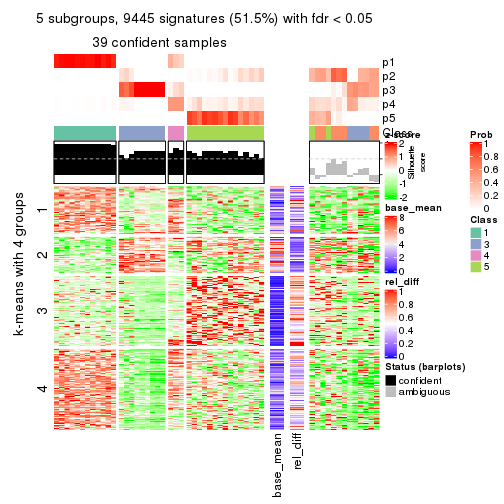 5 subgroups, 9445 signatures (51.5%) with fdr < 0.05
39 confident samples
p1
p2
p3
p4
p5
Class
z-score
2
1
0
-1
-2
Silhouette
score
base_mean
8
6
4
2
0
rel_diff
1
0.8
0.6
0.4
0.2
0
Status (barplots)
confident
ambiguous
Prob
1
0.8
0.6
0.4
0.2
0
Class
1
3
4
5
k-means with 4 groups
1
2
3
4
base_mean
rel_diff